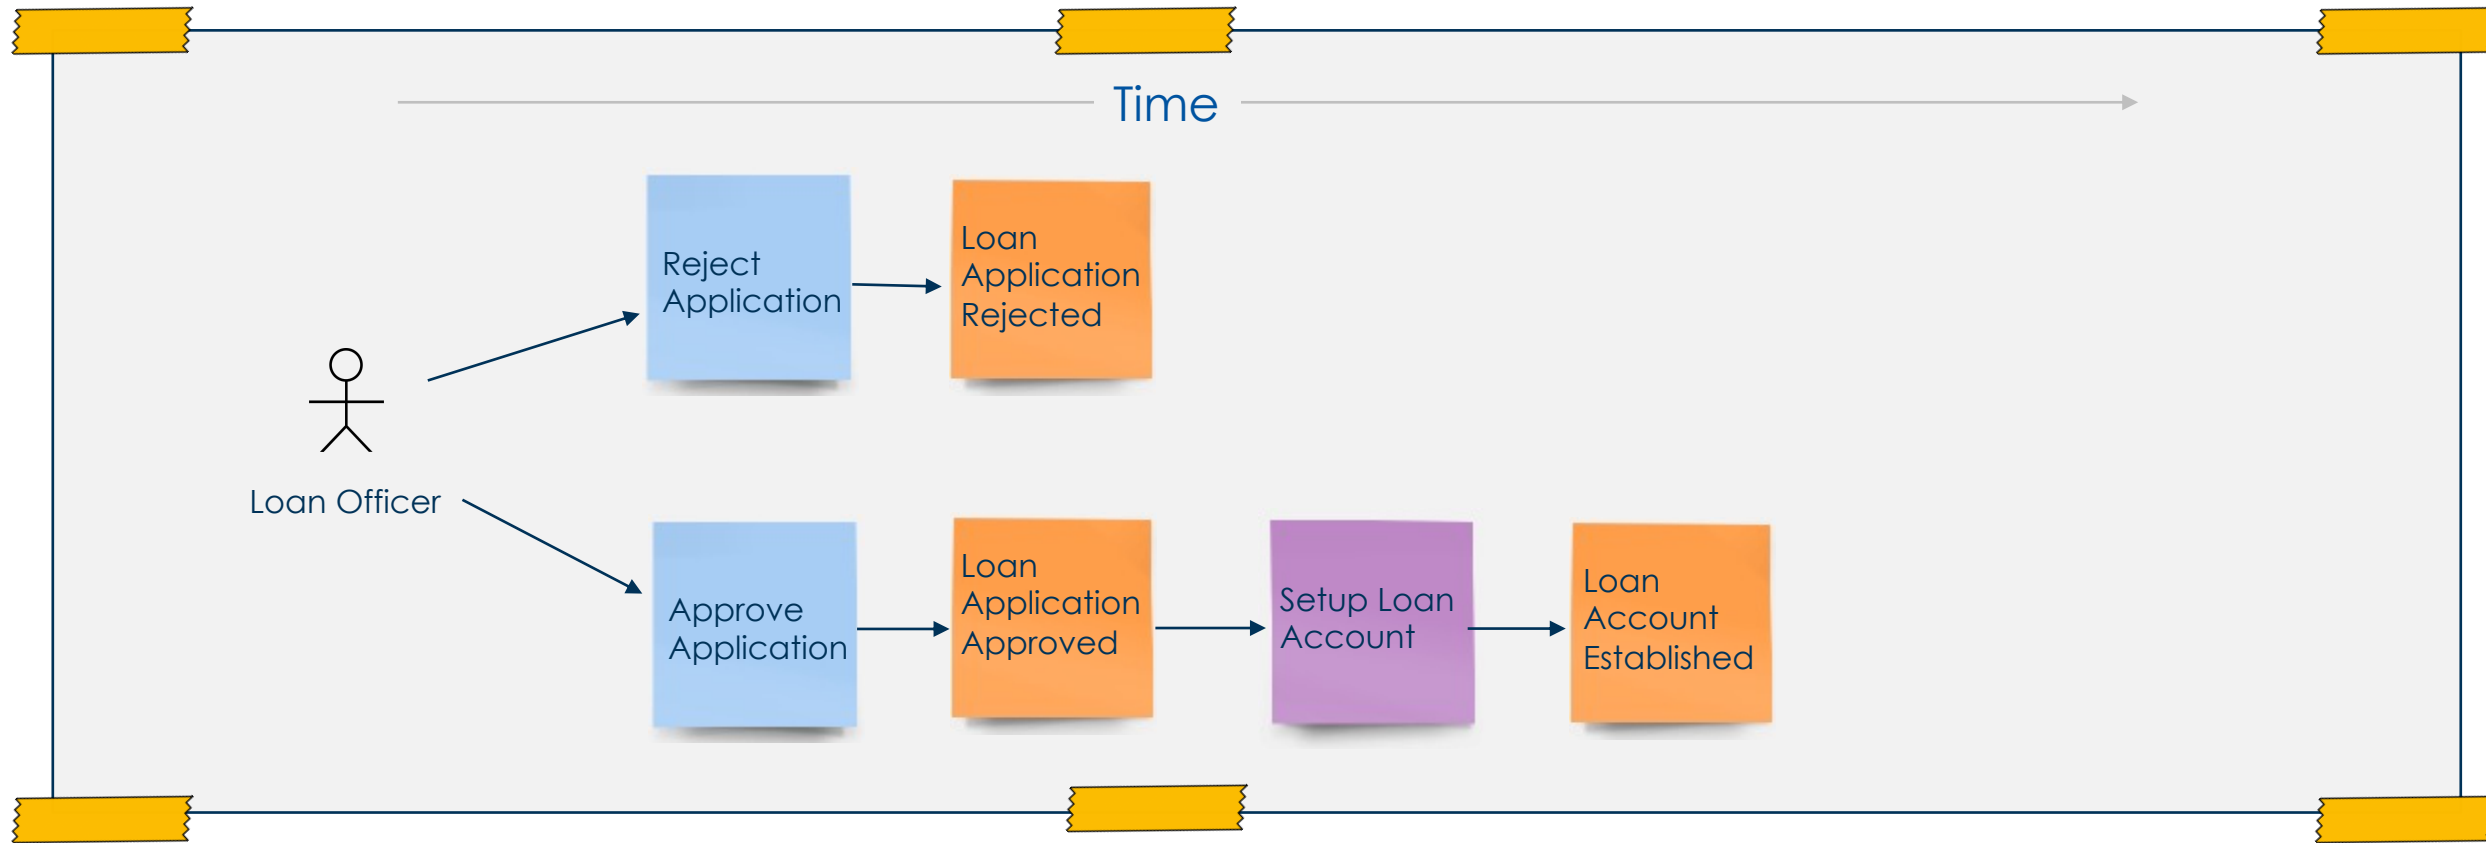 Time
Reject
Application
Loan
Application
Rejected
Loan Officer
Approve
Application
Loan
Application
Approved
Setup Loan
Account
Loan
Account
Established